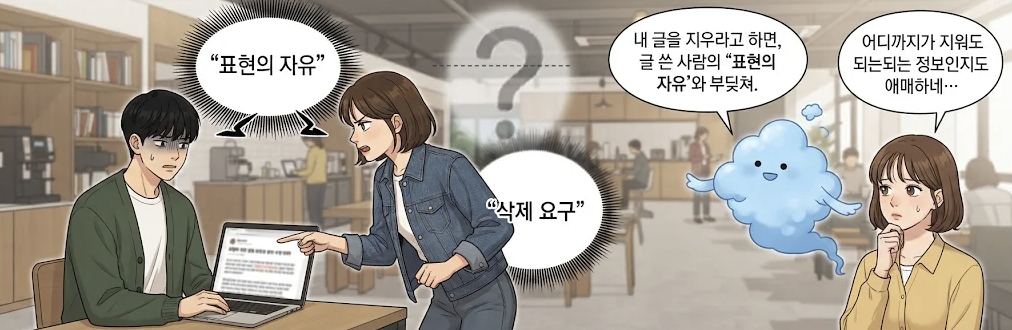 “표현의 자유”
“삭제 요구”
내 글을 지우라고 하면,
글 쓴 사람의 “표현의
자유‘와 부딪쳐.
어디까지가 지워도
되는되는 정보인지도
애매하네…
?